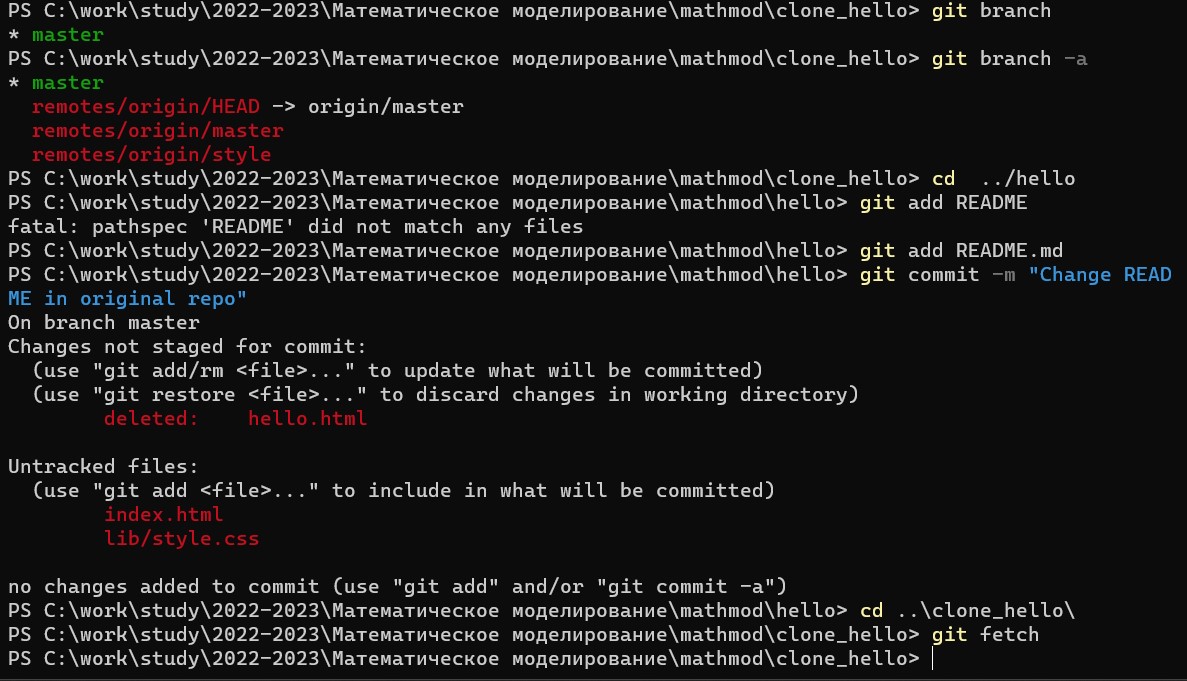 PS C:\work\study\2022-2023\Математическое моделирование\mathmod\clone_hello> git branch
* master
PS C:\work\study\2022-2023\Математическое моделирование\mathmod\clone_hello> git branch -a
* master
  remotes/origin/HEAD -> origin/master
  remotes/origin/master
  remotes/origin/style
PS C:\work\study\2022-2023\Математическое моделирование\mathmod\clone_hello> cd  ../hello
PS C:\work\study\2022-2023\Математическое моделирование\mathmod\hello> git add README
fatal: pathspec 'README' did not match any files
PS C:\work\study\2022-2023\Математическое моделирование\mathmod\hello> git add README.md
PS C:\work\study\2022-2023\Математическое моделирование\mathmod\hello> git commit -m "Change READ
ME in original repo"
On branch master
Changes not staged for commit:
  (use "git add/rm <file>..." to update what will be committed)
  (use "git restore <file>..." to discard changes in working directory)
        deleted:    hello.html

Untracked files:
  (use "git add <file>..." to include in what will be committed)
        index.html
        lib/style.css

no changes added to commit (use "git add" and/or "git commit -a")
PS C:\work\study\2022-2023\Математическое моделирование\mathmod\hello> cd ..\clone_hello\
PS C:\work\study\2022-2023\Математическое моделирование\mathmod\clone_hello> git fetch
PS C:\work\study\2022-2023\Математическое моделирование\mathmod\clone_hello>